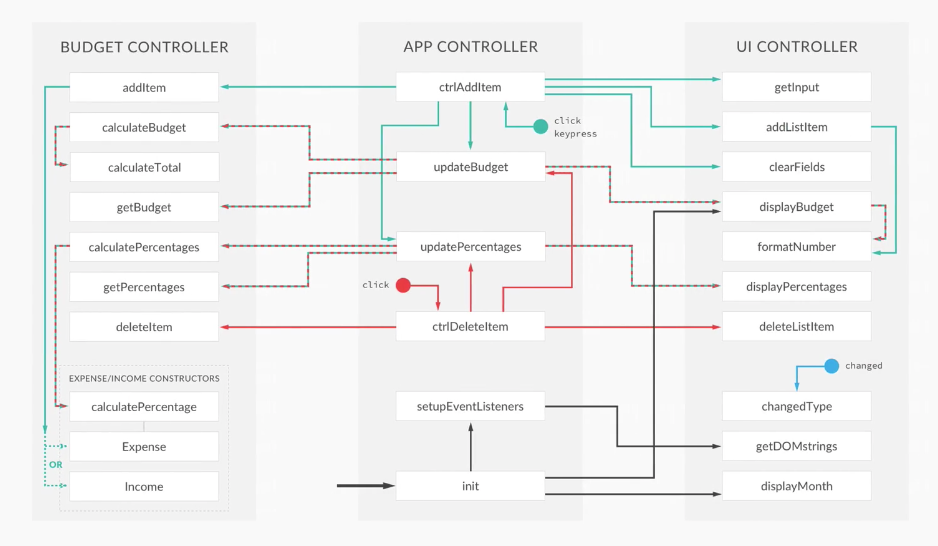 BUDGET CONTROLLER
addItem
calculateBudget
calculateTotal
getBudget
calculatePercentages
getPercentages
deleteItem
EXPENSE/INCOME CONSTRUCTORS
calculatePercentage
Expense
OR
Income
APP CONTROLLER
ctrlAddItem
click
keypress
updateBudget
updatePercentages
click
ctrlDeleteItem
setupEventListeners
init
UI CONTROLLER
getInput
addListItem
clearFields
displayBudget
formatNumber
displayPercentages
deleteListItem
changed
changedType
getDOMstrings
displayMonth